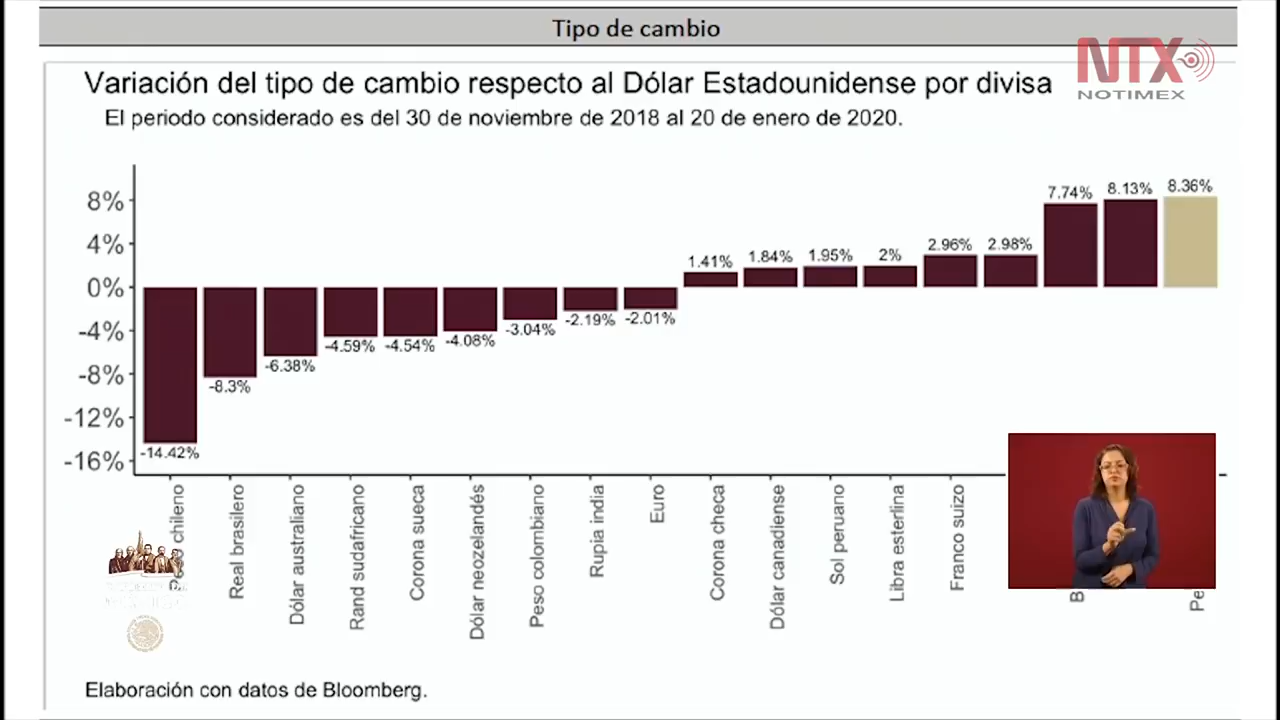 Tipo de cambio
NTX
NOTIMEX
Variación del tipo de cambio respecto al Dólar Estadounidense por divisa
El periodo considerado es del 30 de noviembre de 2018 al 20 de enero de 2020.
8%
4%
0%
-4%
-8%
-12%
-16%
-14.42%
-8.3%
-6.38%
-4.59%
-4.54%
-4.08%
-3.04%
-2.19%
-2.01%
1.41%
1.84%
1.95%
2%
2.96%
2.98%
7.74%
8.13%
8.36%
chileno
Real brasilero
Dólar australiano
Rand sudafricano
Corona sueca
Dólar neozelandés
Peso colombiano
Rupia india
Euro
Corona checa
Dólar canadiense
Sol peruano
Libra esterlina
Franco suizo
B
Pe
Elaboración con datos de Bloomberg.